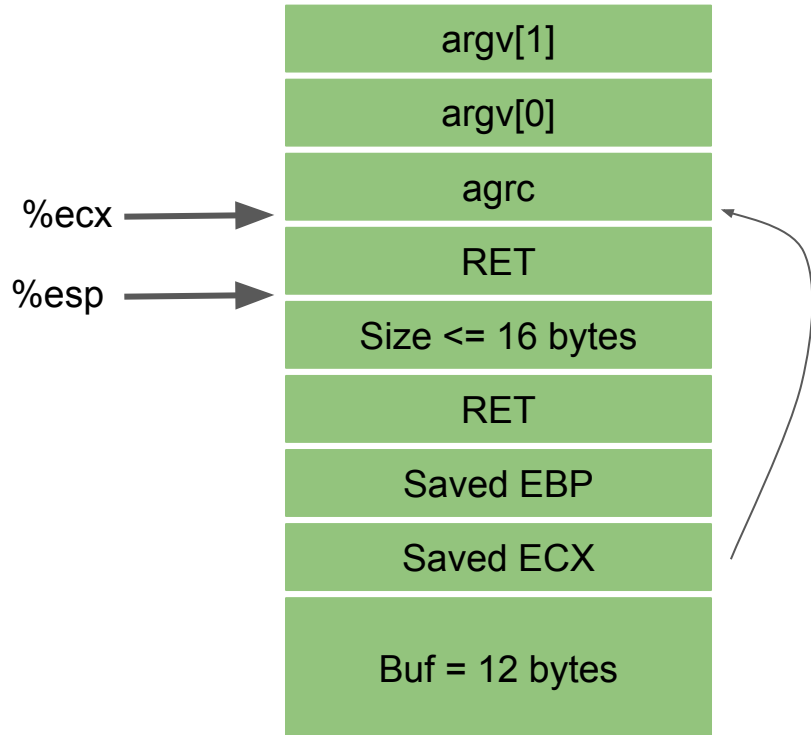 argv[1]
argv[0]
agrc
%ecx
RET
%esp
Size <= 16 bytes
RET
Saved EBP
Saved ECX
Buf = 12 bytes